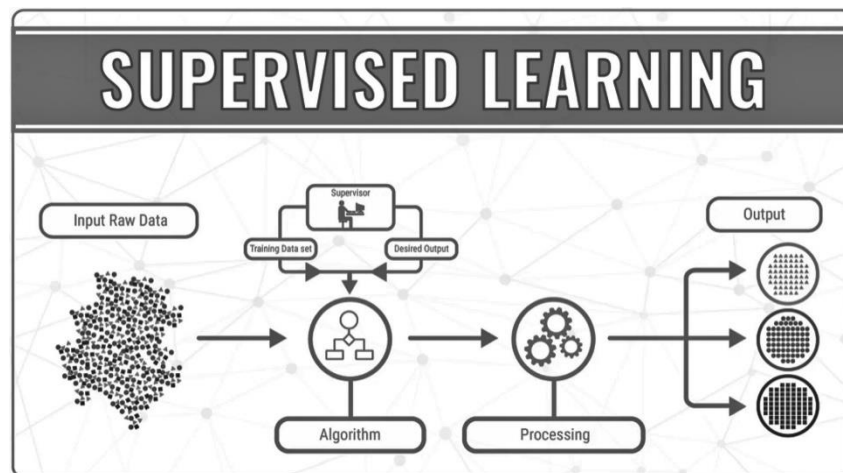 SUPERVISED LEARNING
Input Raw Data
Supervisor
Training Data set
Desired Output
Output
Algorithm
Processing